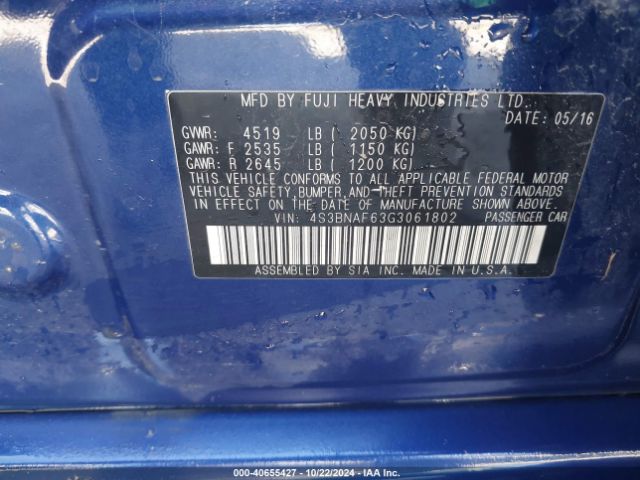 MFD BY FUJI HEAVY INDUSTRIES LTD.
DATE: 05/16
GVWR: 4519 LB ( 2050 KG)
GAWR: F 2535 LB ( 1150 KG)
GAWR: R 2645 LB ( 1200 KG)
THIS VEHICLE CONFORMS TO ALL APPLICABLE FEDERAL MOTOR
VEHICLE SAFETY, BUMPER, AND THEFT PREVENTION STANDARDS
IN EFFECT ON THE DATE OF MANUFACTURE SHOWN ABOVE.
VIN: 4S3BNAF63G3061802 PASSENGER CAR
ASSEMBLED BY SIA INC. MADE IN U.S.A.
000-40655427 - 10/22/2024 - IAA Inc.